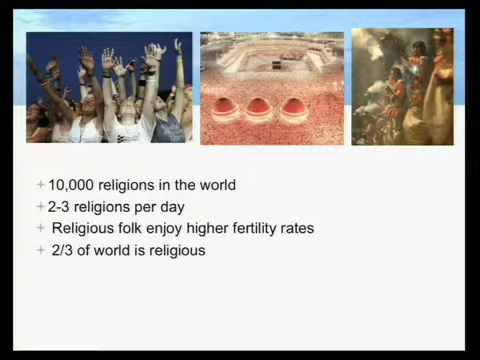 10,000 religions in the world
2-3 religions per day
Religious folk enjoy higher fertility rates
2/3 of world is religious